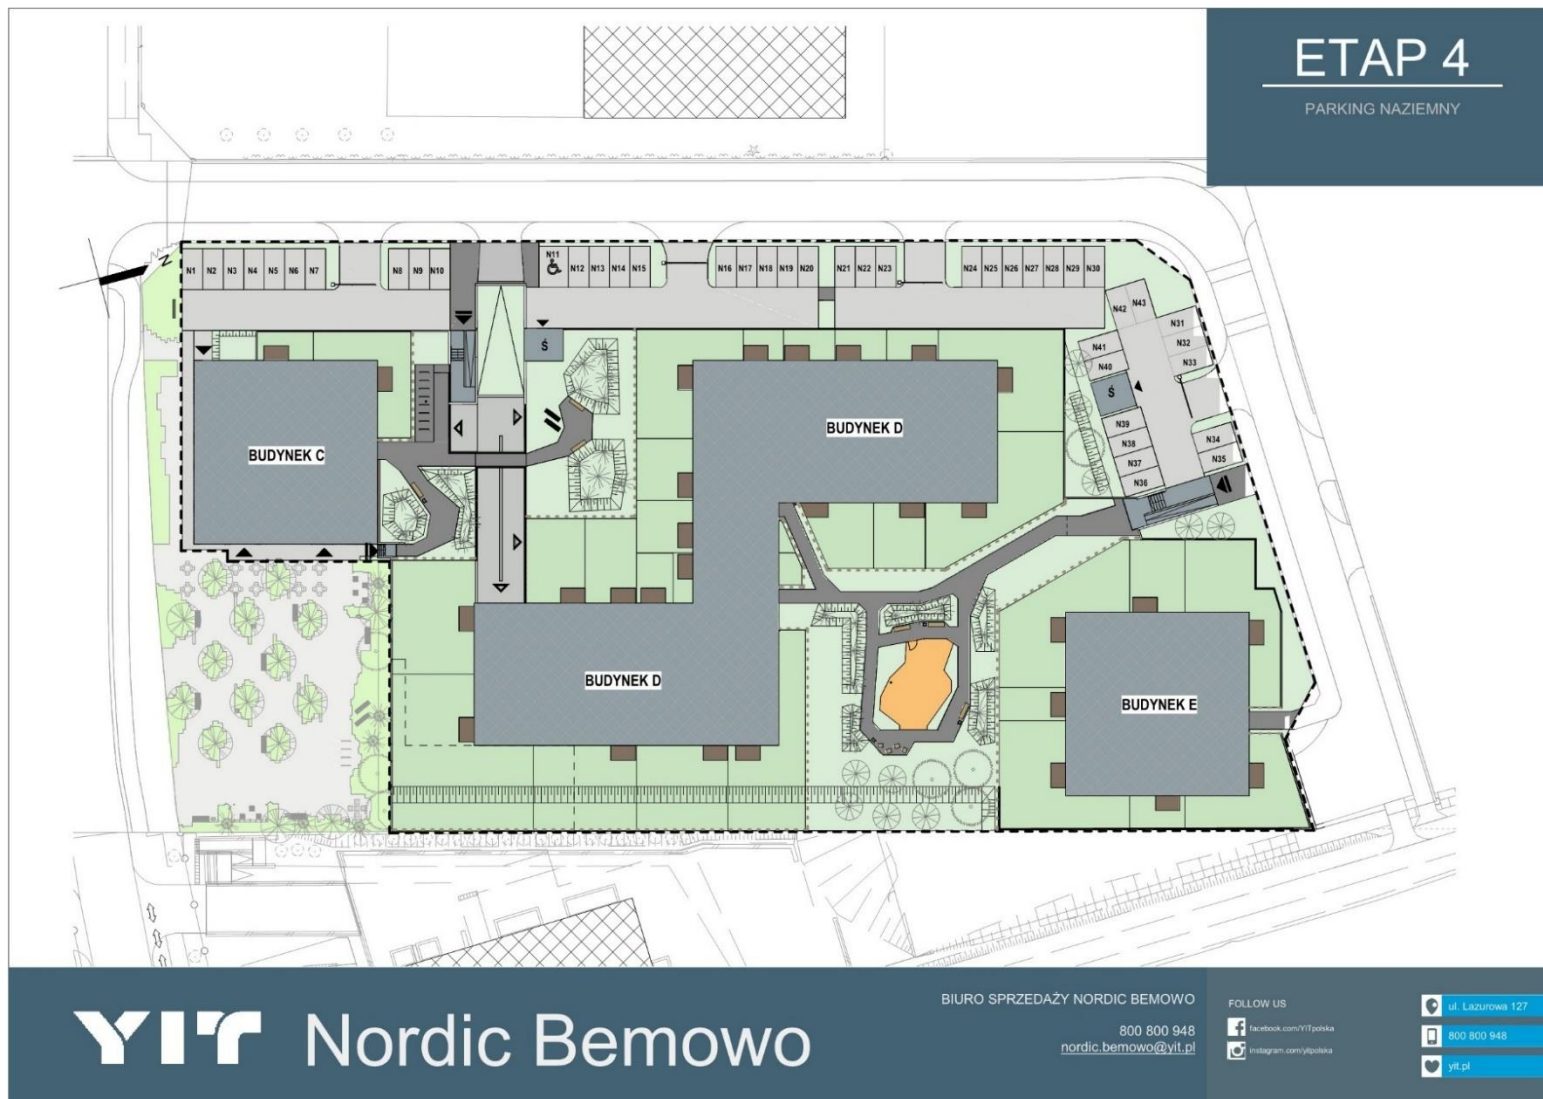 ETAP 4
PARKING NAZIEMNY
N
N1 N2 N3 N4 N5 N6 N7 N8 N9 N10 N11 N12 N13 N14 N15 N16 N17 N18 N19 N20 N21 N22 N23 N24 N25 N26 N27 N28 N29 N30
N42 N43
N31
N32
N33
N41
N40
Ś
Ś
N39
N38
N37
N36
N34
N35
BUDYNEK C
BUDYNEK D
BUDYNEK D
BUDYNEK E
YIT Nordic Bemowo
BIURO SPRZEDAŻY NORDIC BEMOWO
800 800 948
nordic.bemowo@yit.pl
FOLLOW US
facebook.com/YITpolska
instagram.com/yitpolska
ul. Lazurowa 127
800 800 948
yit.pl